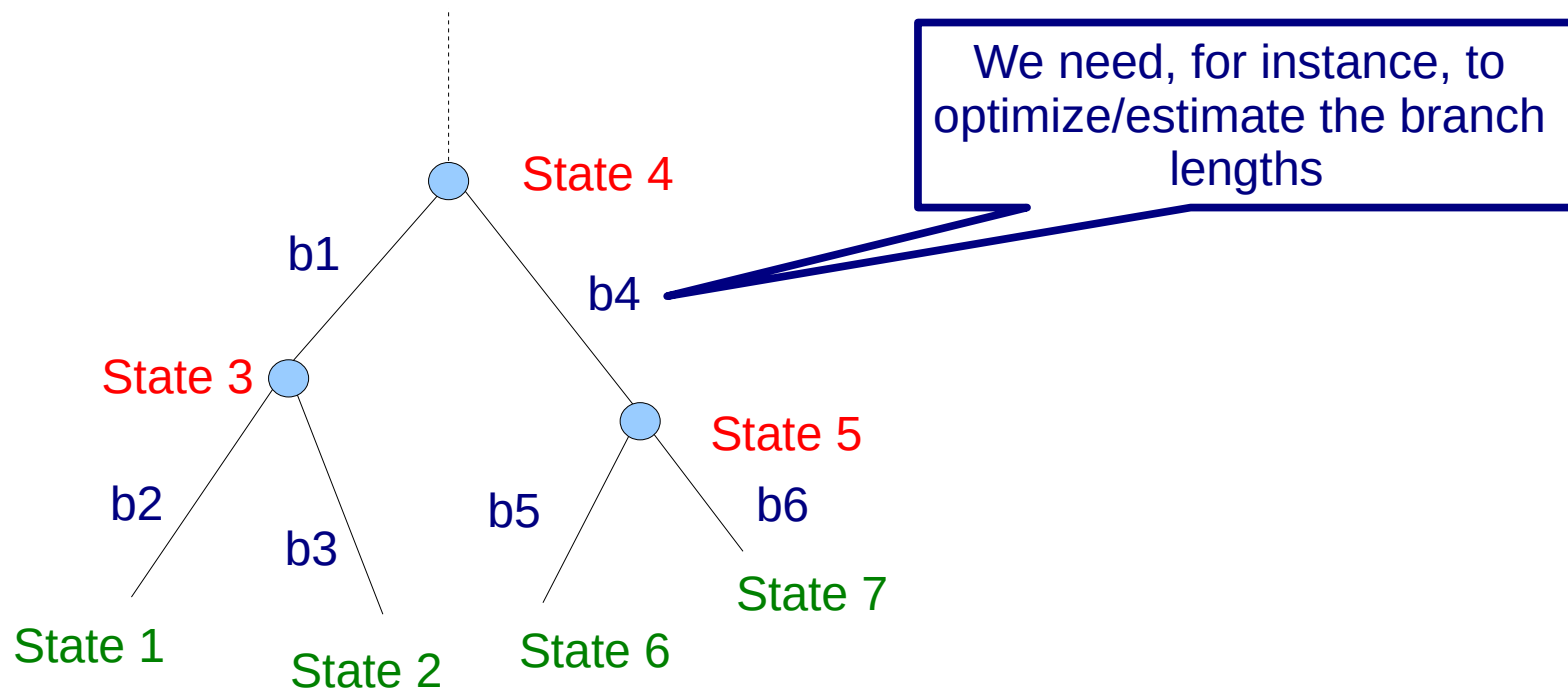 We need, for instance, to
optimize/estimate the branch
lengths
State 4
b1
b4
State 3
State 5
b2
b3
b5
b6
State 7
State 1
State 2
State 6